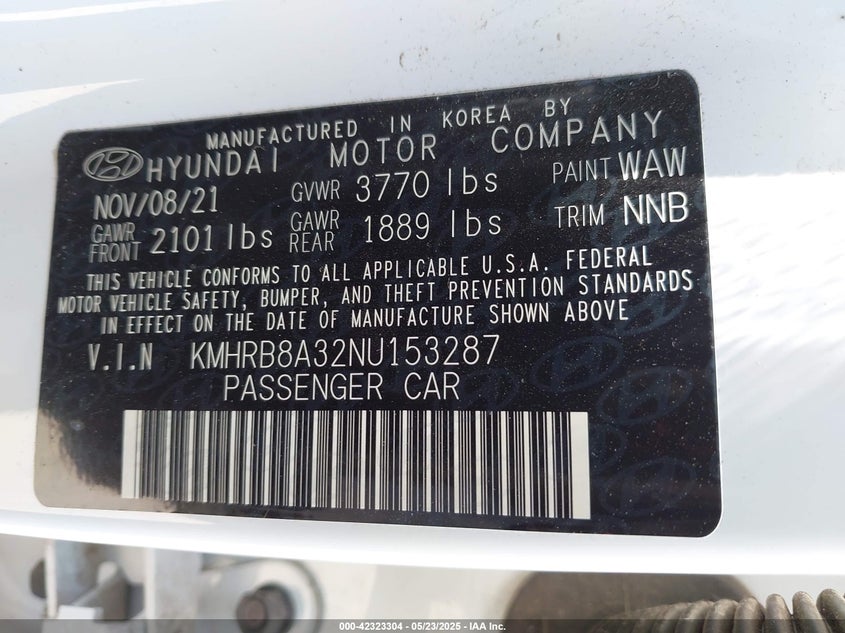 MANUFACTURED IN KOREA BY
HYUNDAI MOTOR COMPANY
NOV/08/21 GVWR 3770 lbs PAINT WAW
GAWR FRONT 2101 lbs GAWR REAR 1889 lbs TRIM NNB
THIS VEHICLE CONFORMS TO ALL APPLICABLE U.S.A. FEDERAL
MOTOR VEHICLE SAFETY, BUMPER, AND THEFT PREVENTION STANDARDS
IN EFFECT ON THE DATE OF MANUFACTURE SHOWN ABOVE
V.I.N KMHRB8A32NU153287
PASSENGER CAR
000-42323304 - 05/23/2025 - IAA Inc.